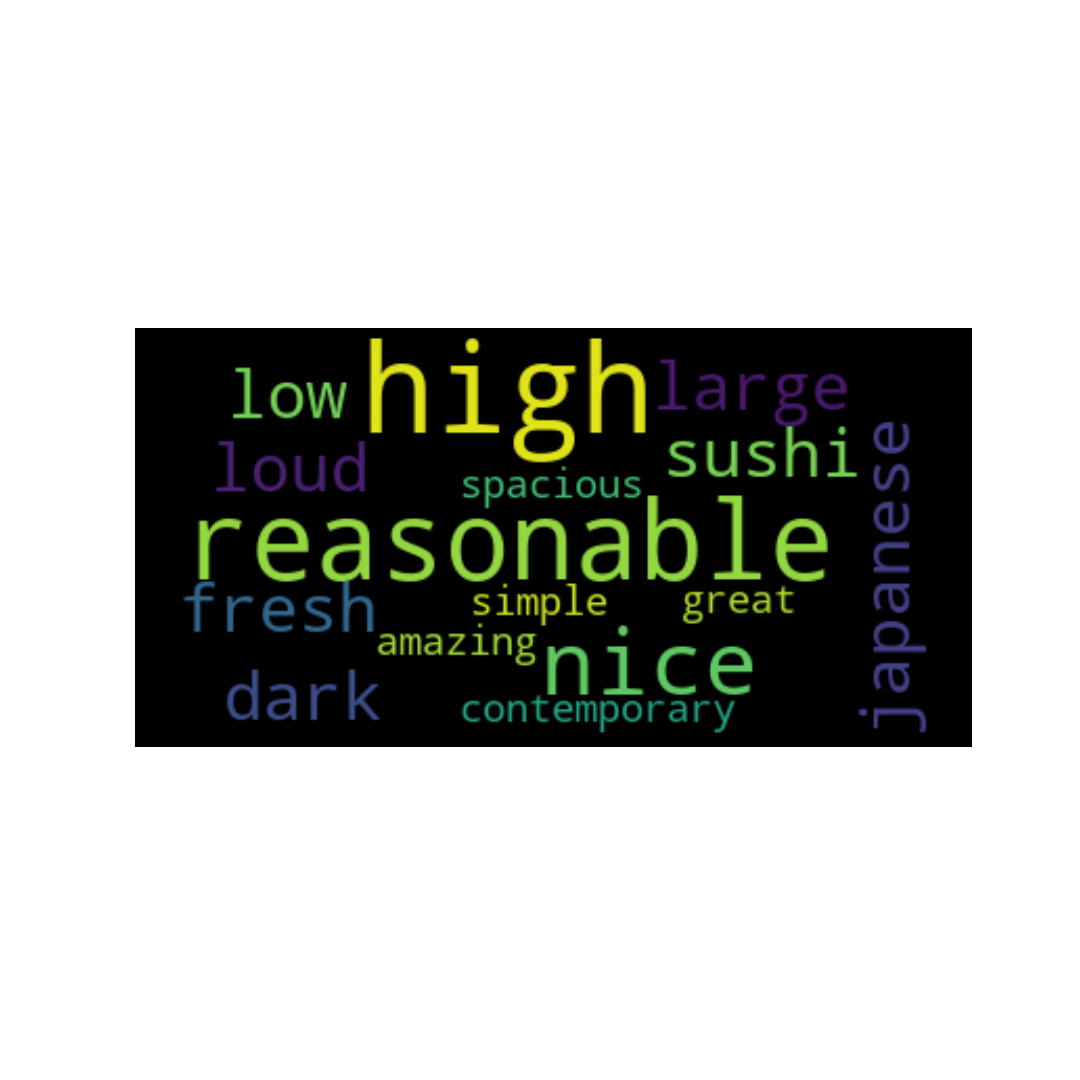 high
low
large
sushi
loud
spacious
japanese
reasonable
fresh
simple
great
amazing
nice
dark
contemporary